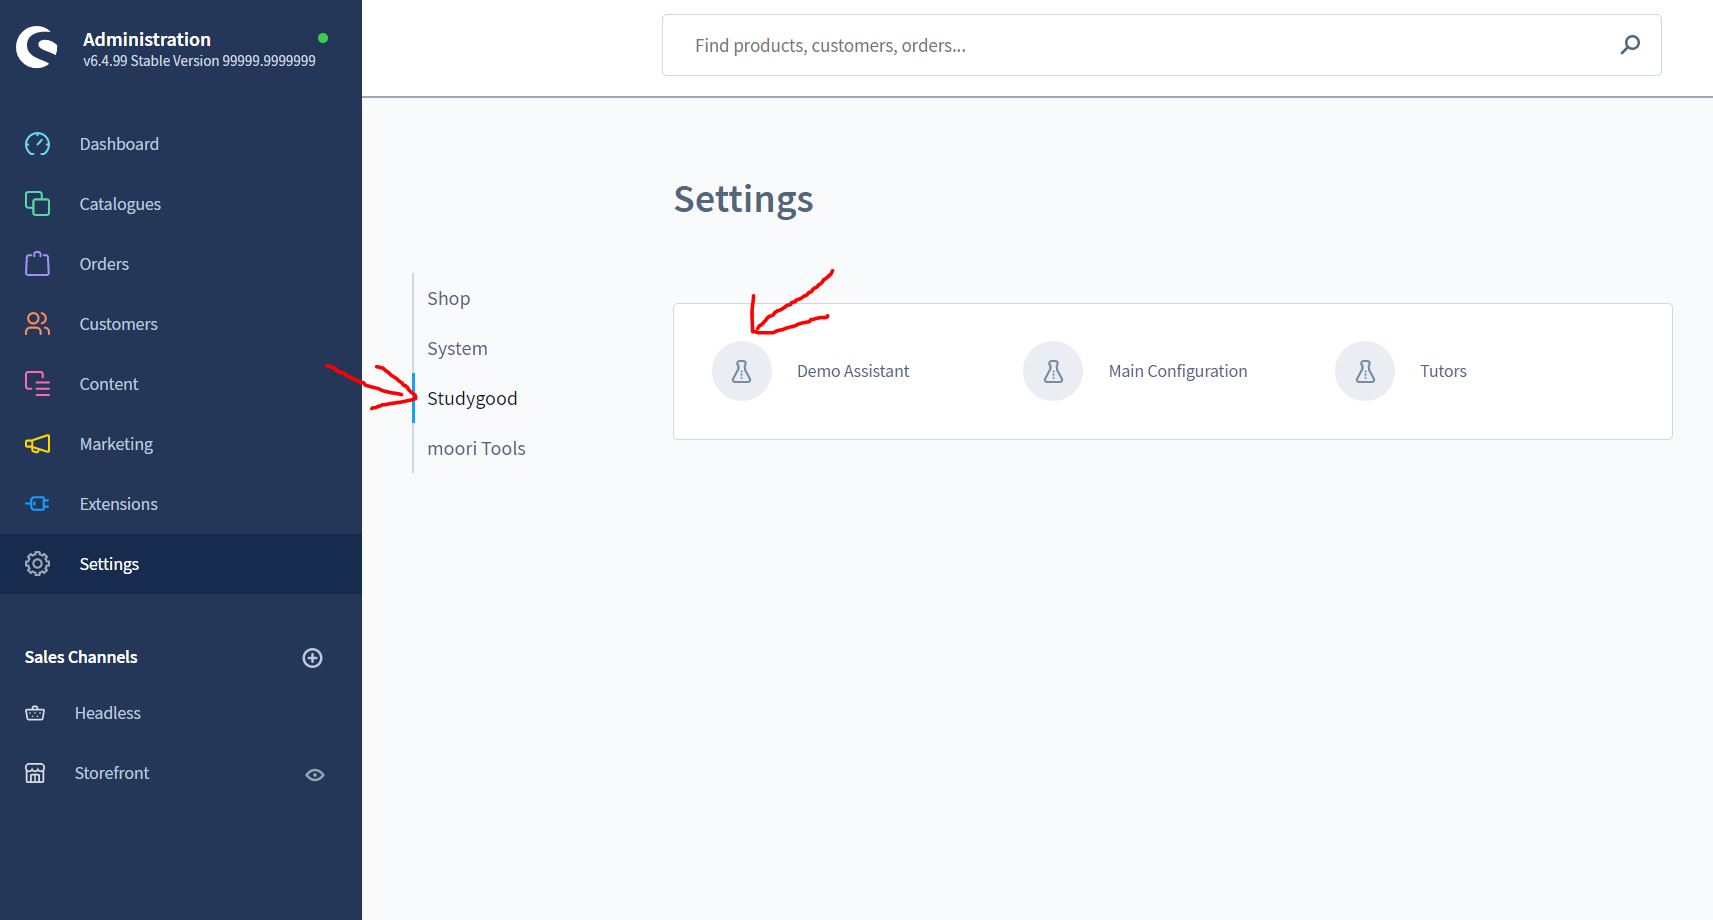 Administration
v6.4.99 Stable Version 99999.9999999
Find products, customers, orders...
Dashboard
Catalogues
Orders
Customers
Content
Marketing
Extensions
Settings
Sales Channels
Headless
Storefront
Settings
Shop
System
Studygood
moori Tools
Demo Assistant
Main Configuration
Tutors